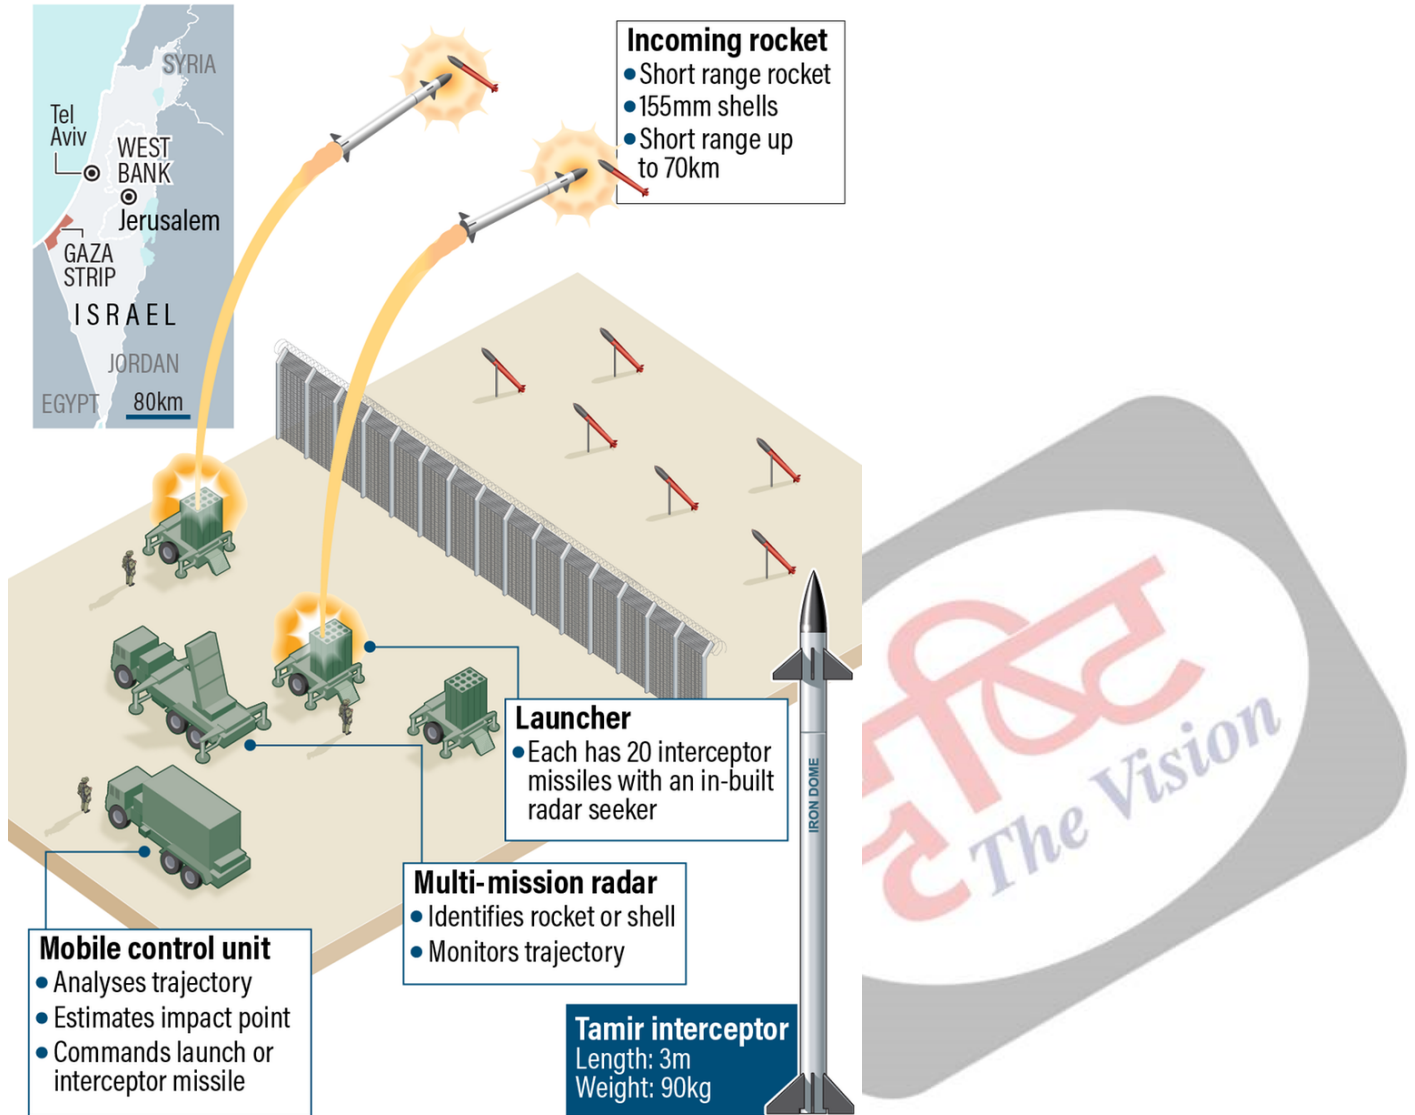 SYRIA
Tel
Aviv
WEST
BANK
Jerusalem
GAZA
STRIP
ISRAEL
JORDAN
EGYPT
80km
Incoming rocket
Short range rocket
155mm shells
Short range up
to 70km
Launcher
Each has 20 interceptor
missiles with an in-built
radar seeker
Multi-mission radar
Identifies rocket or shell
Monitors trajectory
Mobile control unit
Analyses trajectory
Estimates impact point
Commands launch or
interceptor missile
IRON DOME
Tamir interceptor
Length: 3m
Weight: 90kg
The Vision